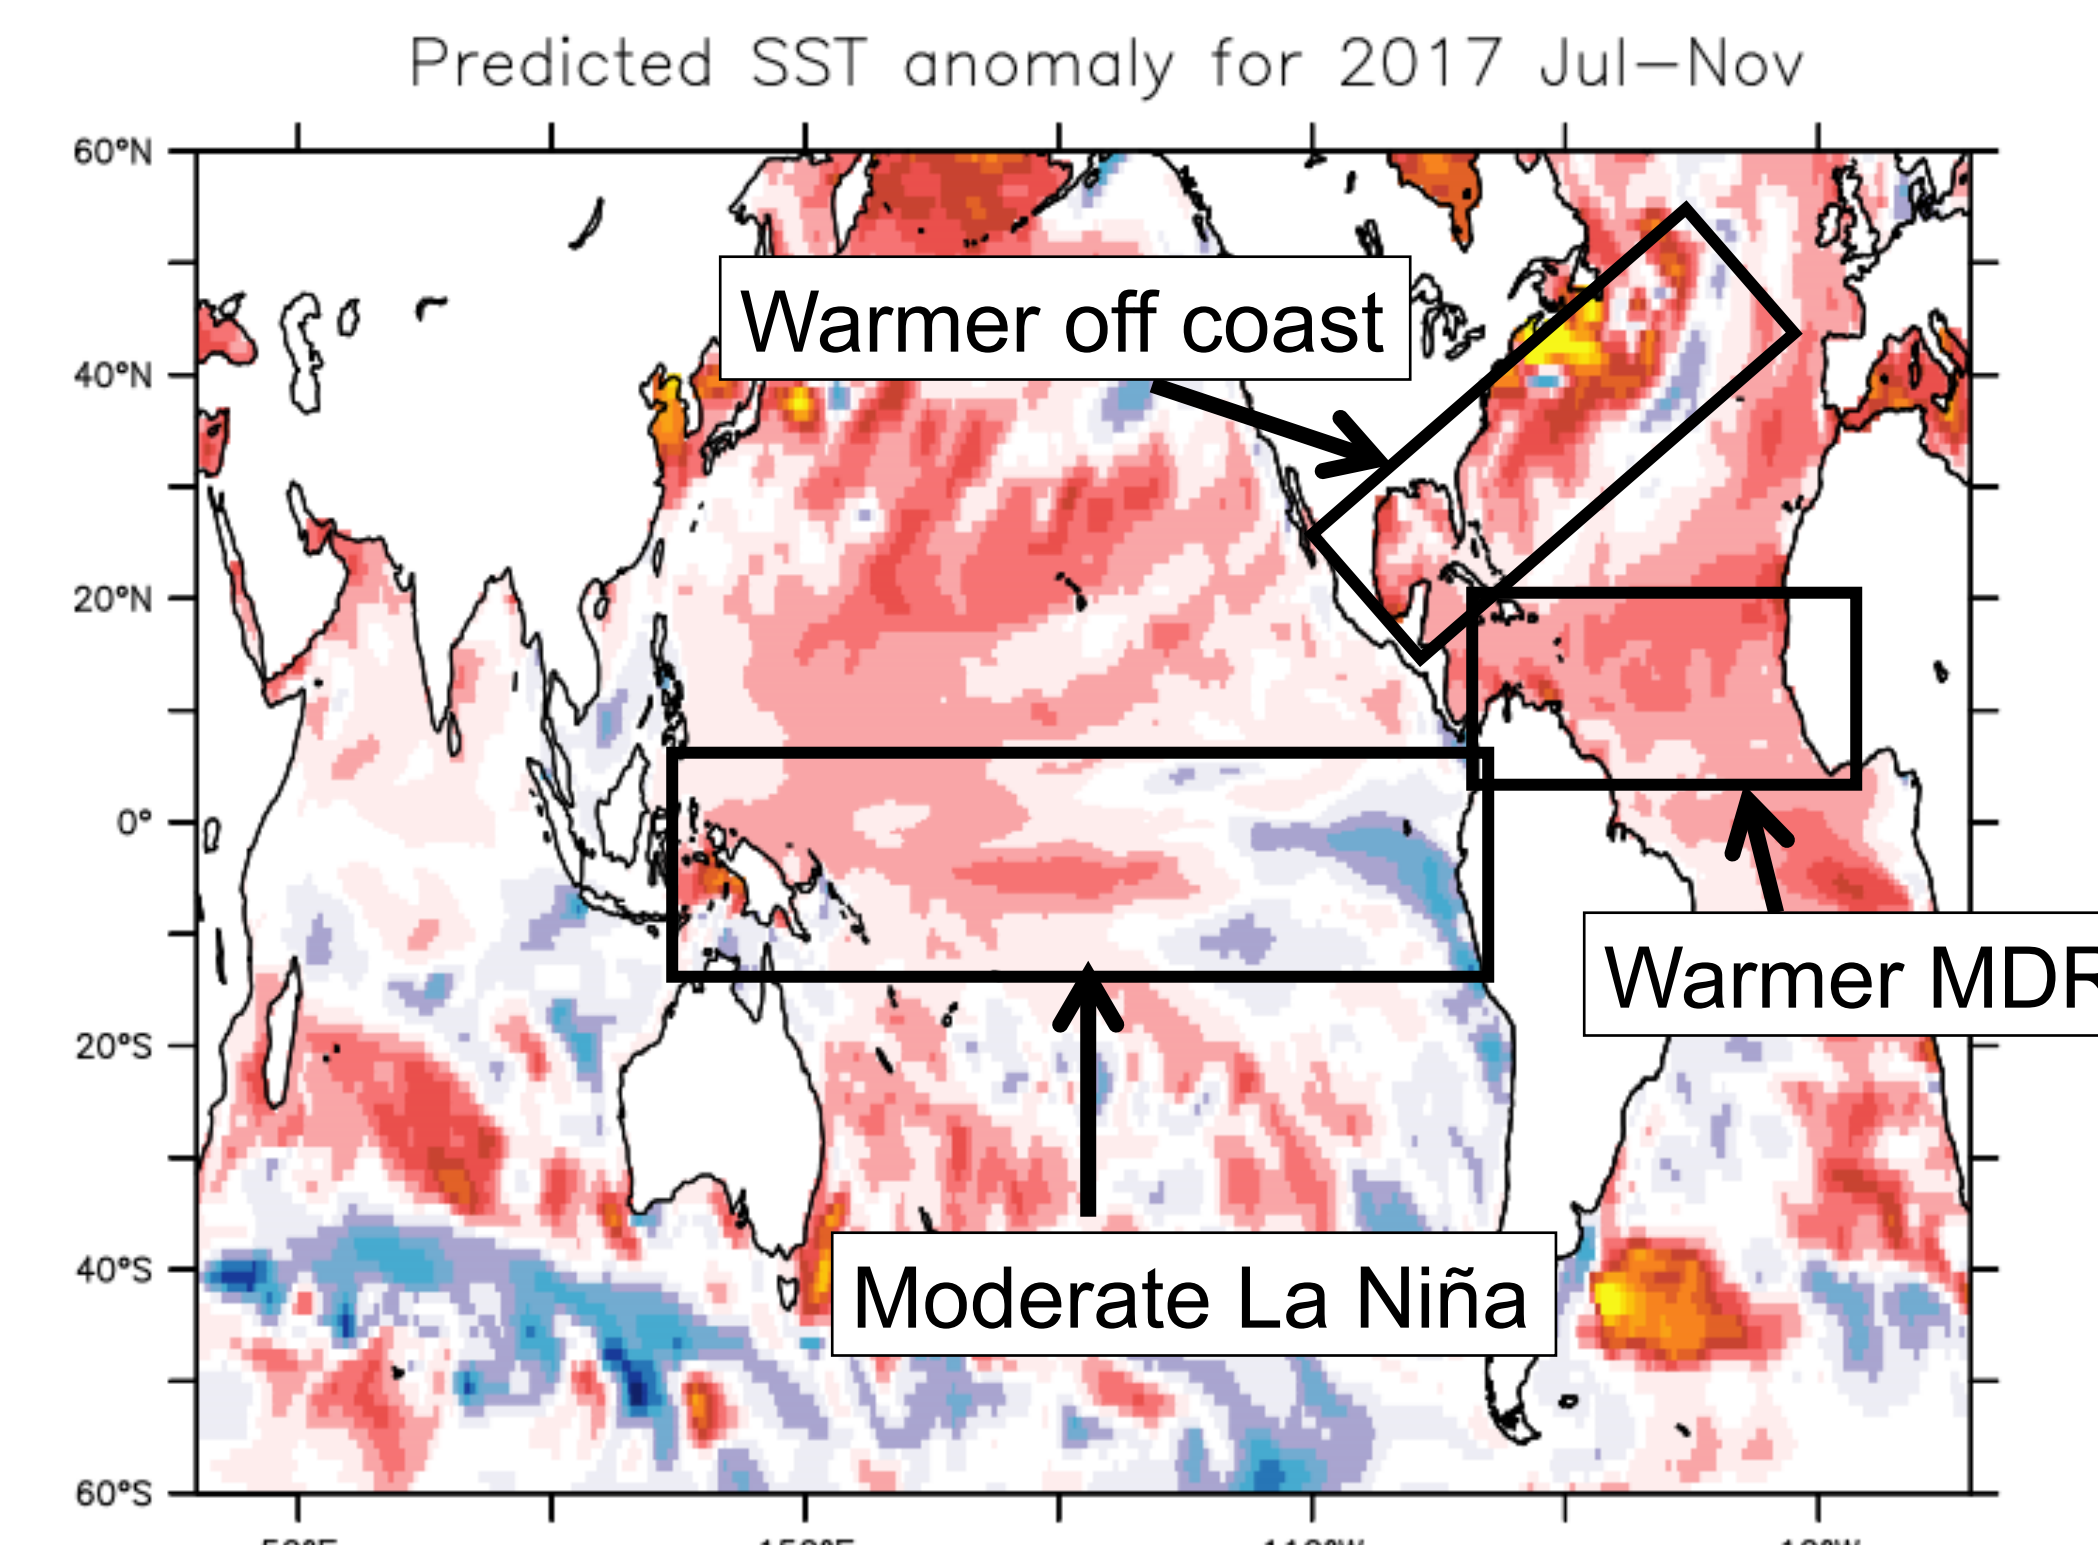 Predicted SST anomaly for 2017 Jul−Nov
60°N
Warmer off coast
40°N
20°N
0°
Warmer MDR
20°S
Moderate La Niña
40°S
60°S